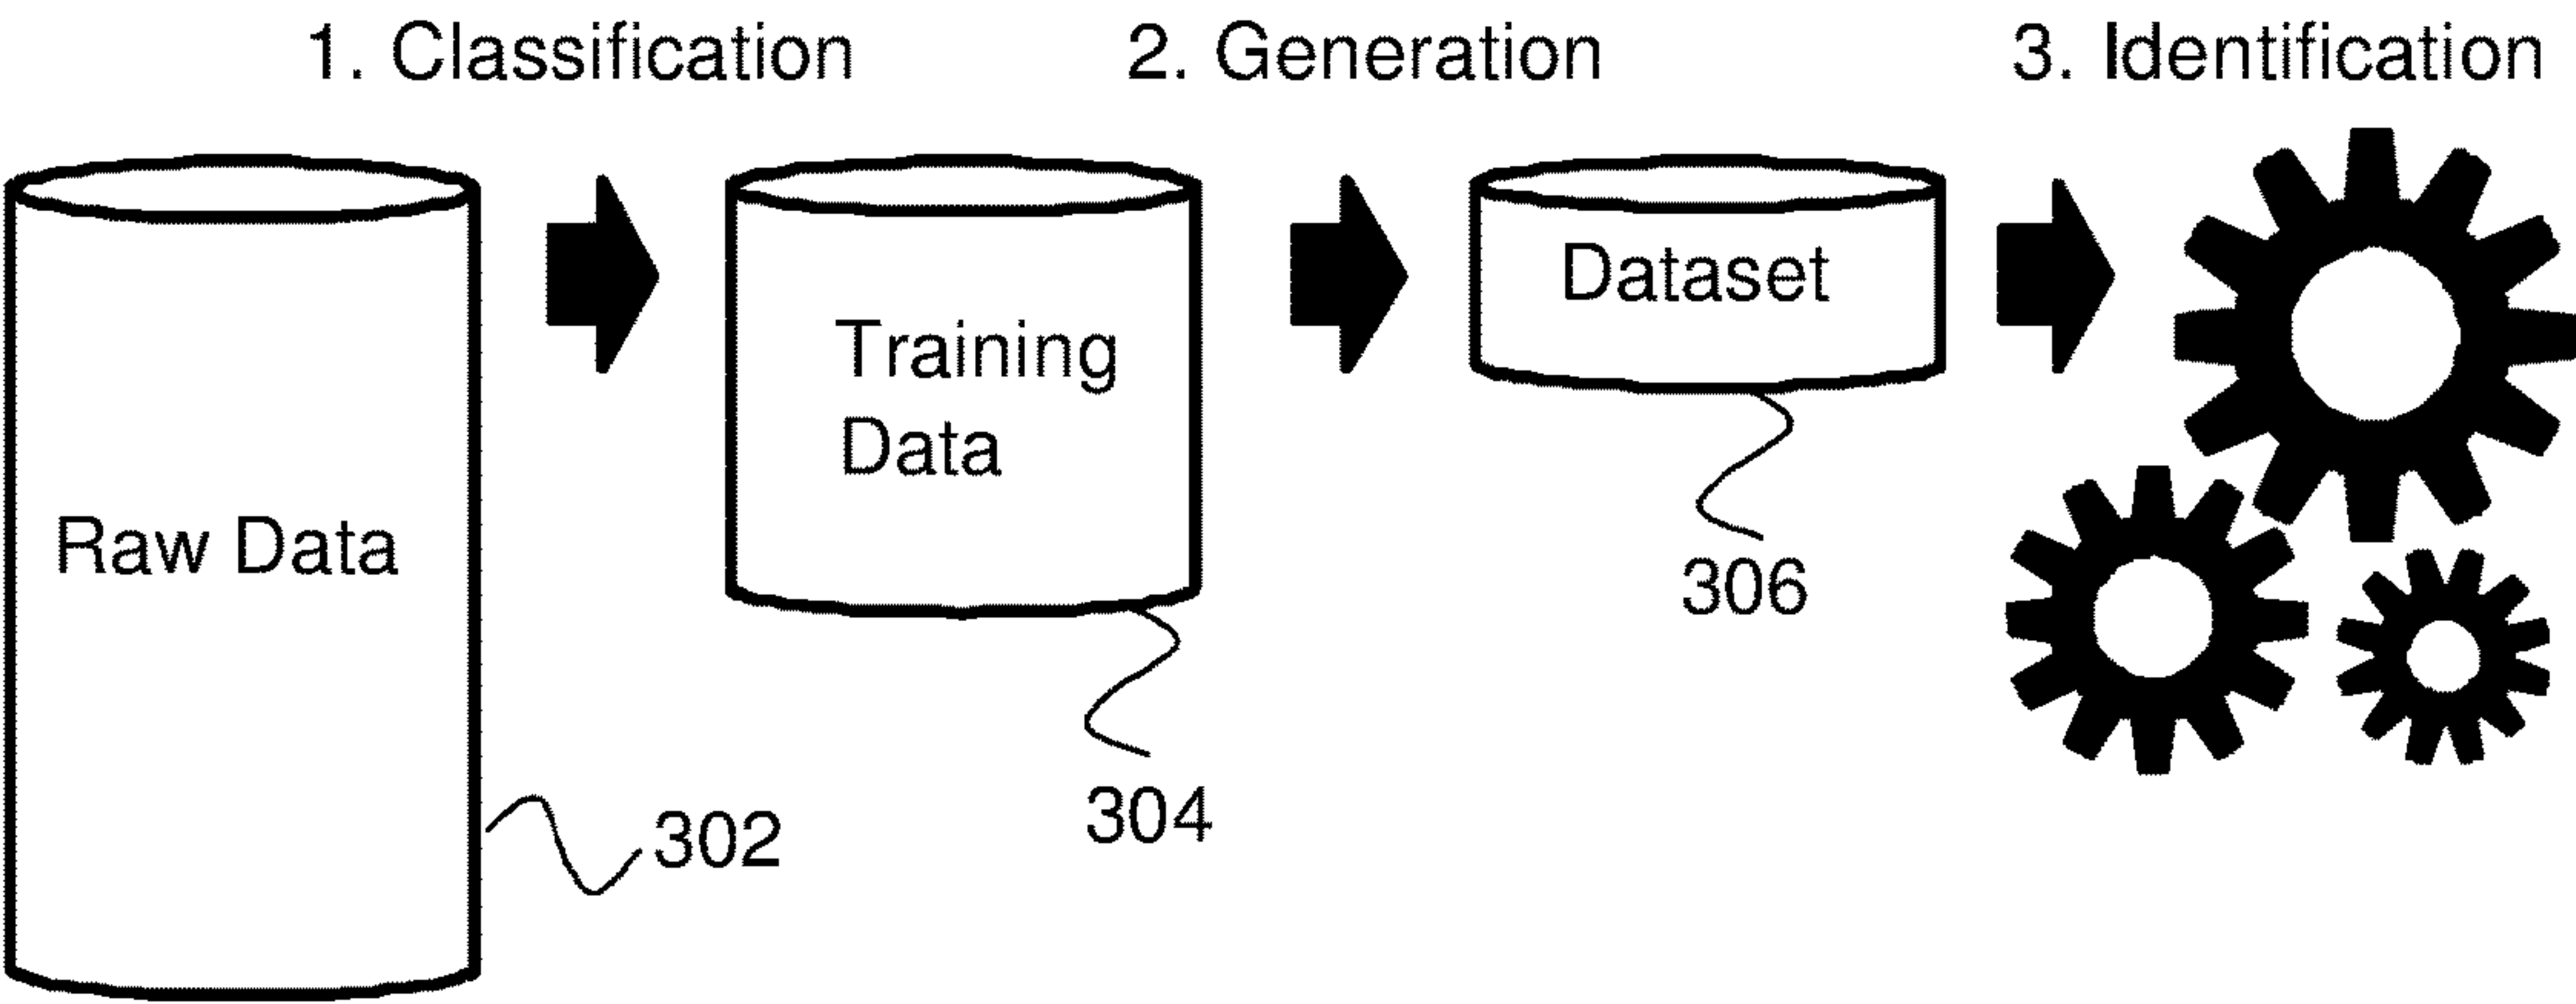 1. Classification
2. Generation
3. Identification
Raw Data
Training
Data
Dataset
302
304
306